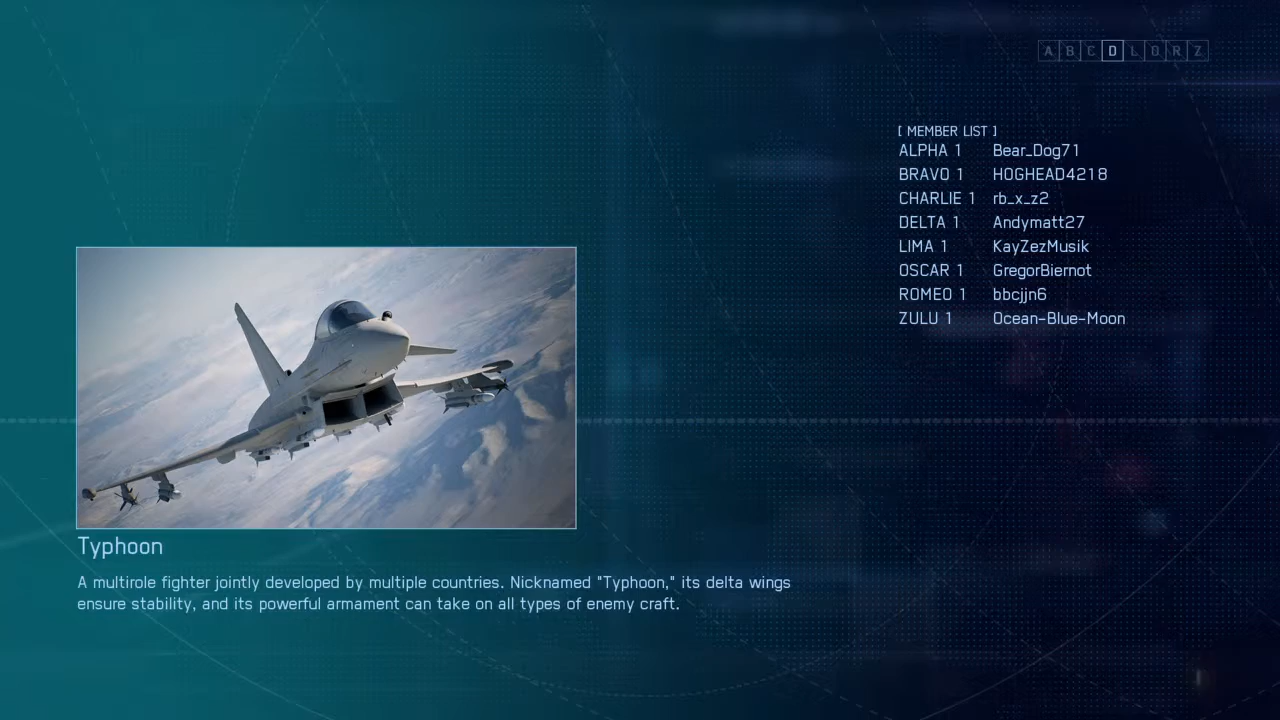 A B C D L O R Z
[ MEMBER LIST ]
ALPHA 1 Bear_Dog71
BRAVO 1 HOGHEAD4218
CHARLIE 1 rb_x_z2
DELTA 1 Andymatt27
LIMA 1 KayZezMusik
OSCAR 1 GregorBiernot
ROMEO 1 bbcjjn6
ZULU 1 Ocean-Blue-Moon
Typhoon
A multirole fighter jointly developed by multiple countries. Nicknamed "Typhoon," its delta wings
ensure stability, and its powerful armament can take on all types of enemy craft.